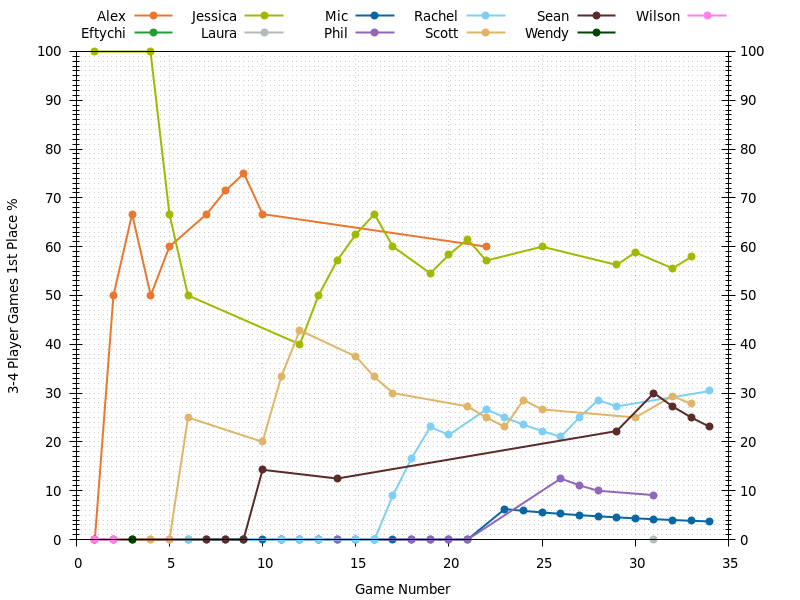 Alex Jessica Mic Rachel Sean Wilson
Eftychi Laura Phil Scott Wendy
100 100
90 90
80 80
70 70
60 60
50 50
40 40
30 30
20 20
10 10
0 0
0 5 10 15 20 25 30 35
3-4 Player Games 1st Place %
Game Number